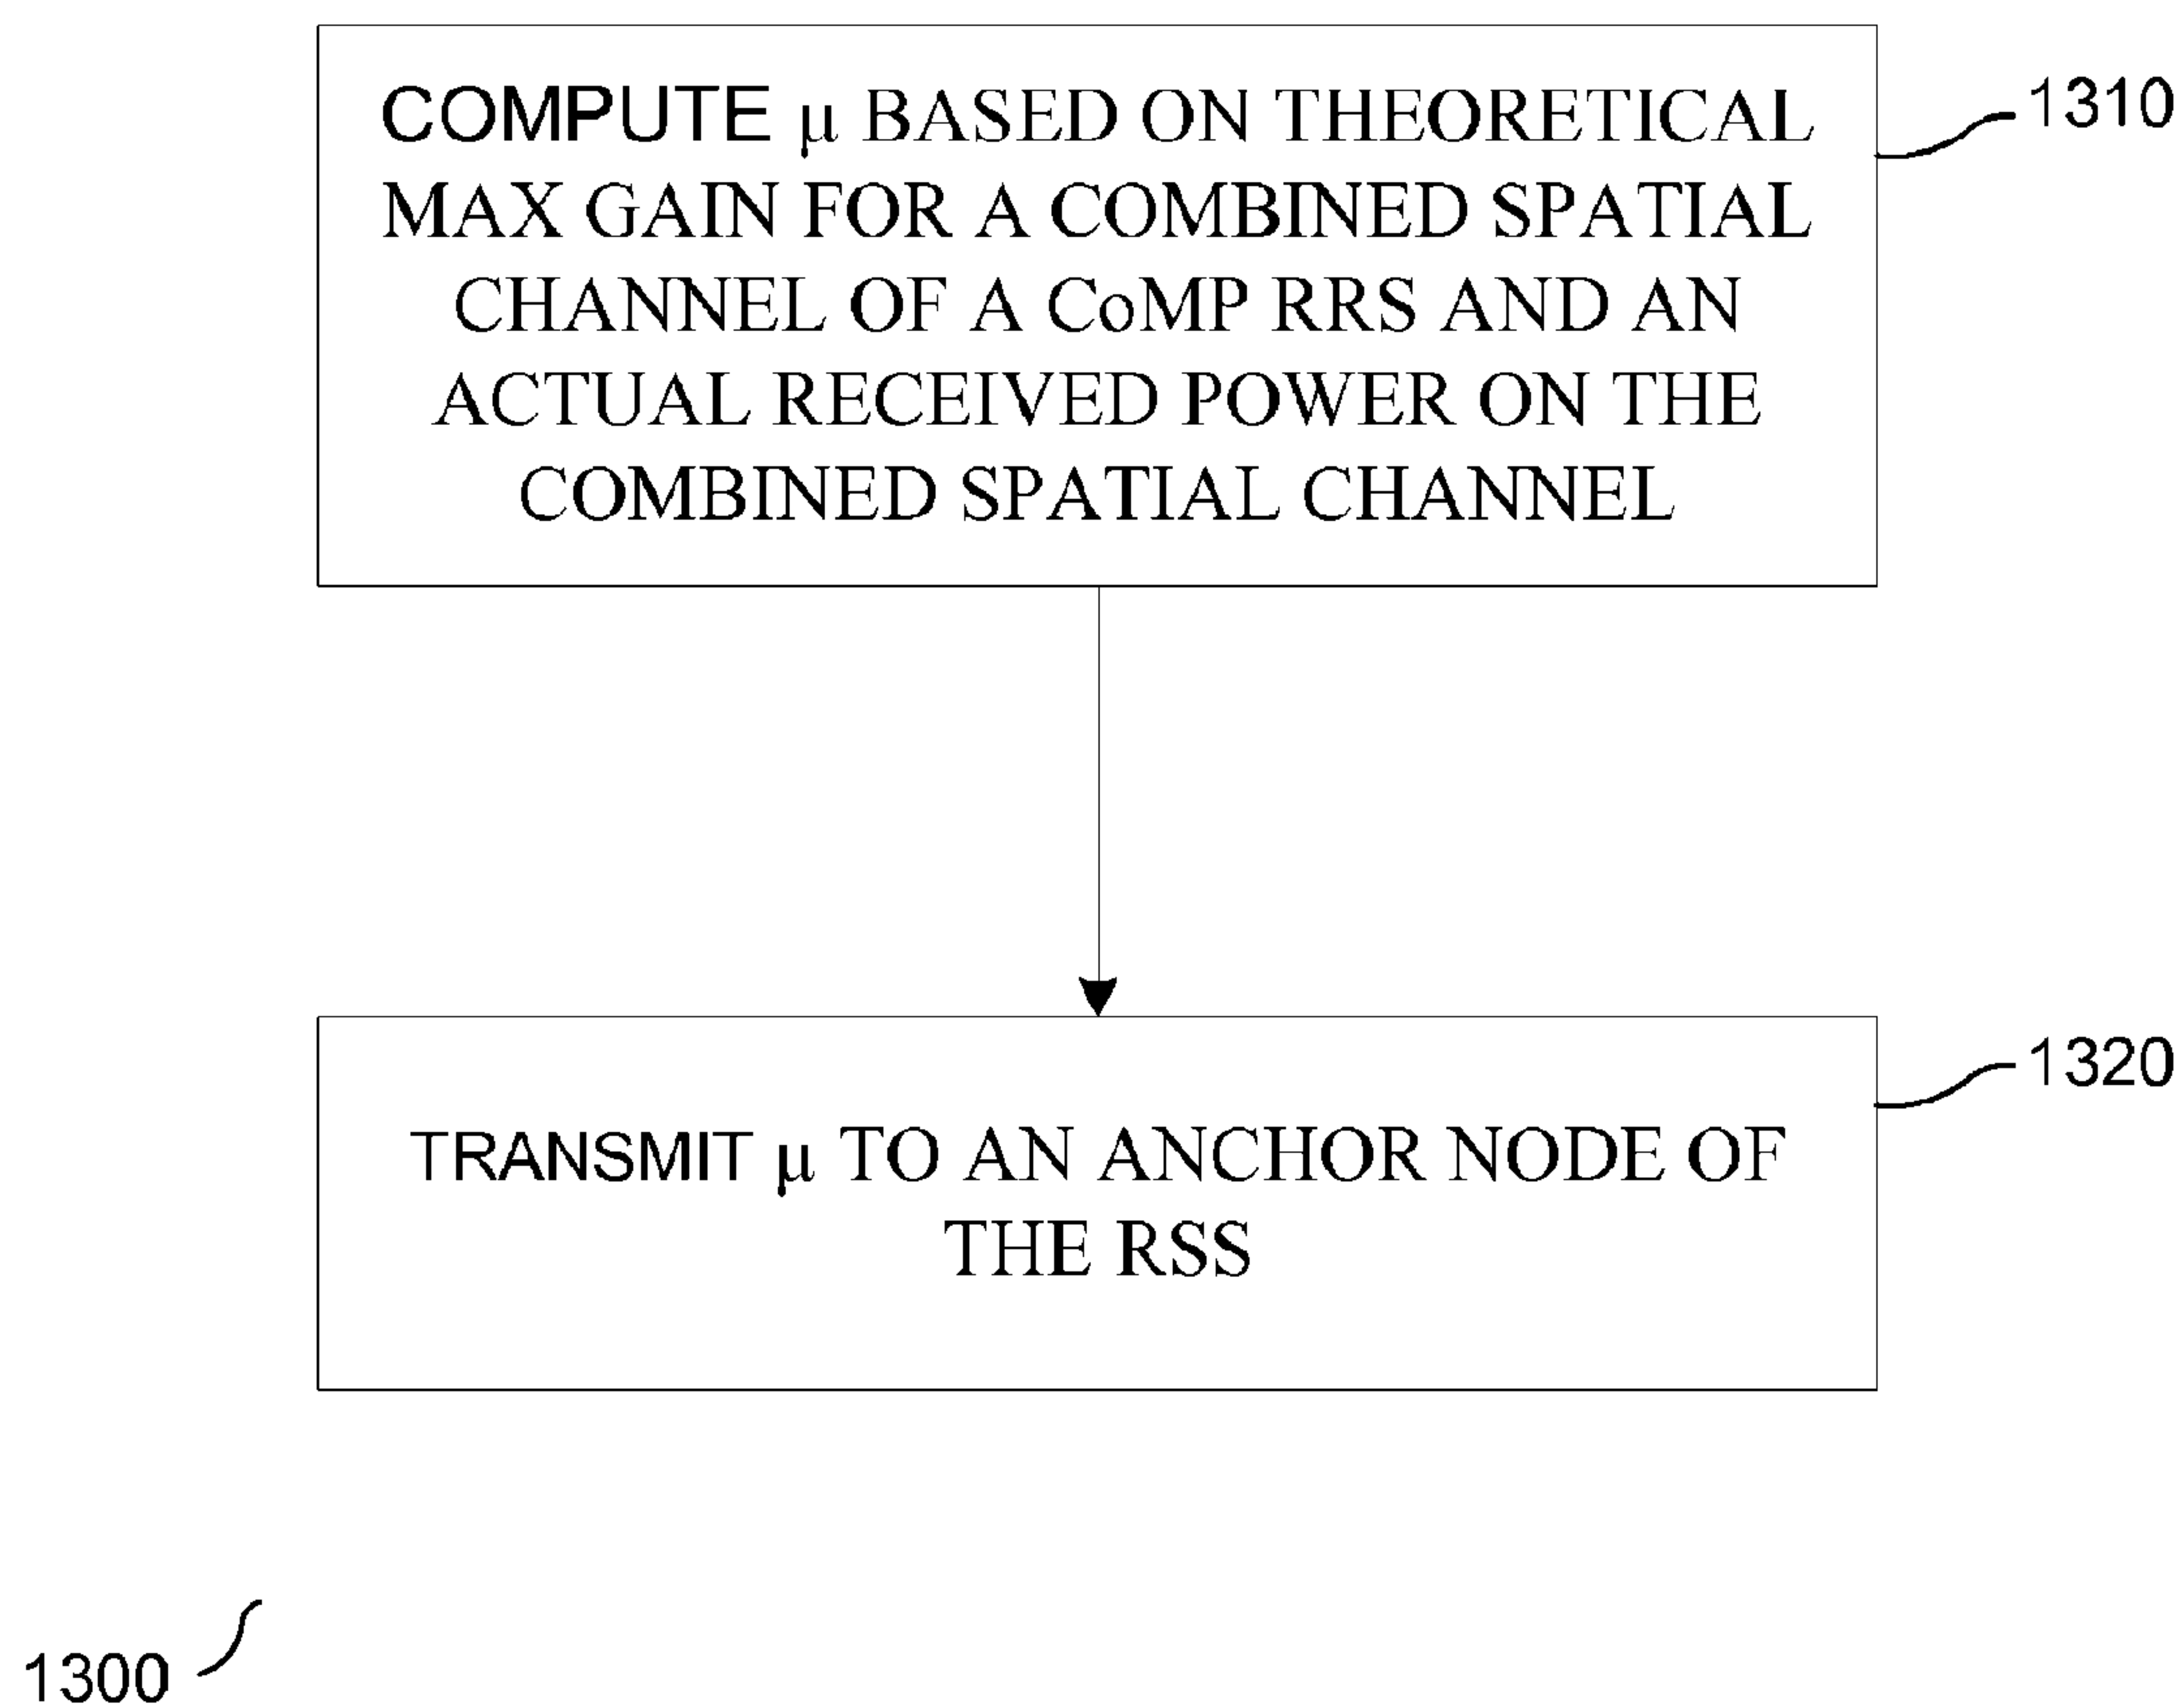 COMPUTE μ BASED ON THEORETICAL
MAX GAIN FOR A COMBINED SPATIAL
CHANNEL OF A CoMP RRS AND AN
ACTUAL RECEIVED POWER ON THE
COMBINED SPATIAL CHANNEL
1310
TRANSMIT μ TO AN ANCHOR NODE OF
THE RSS
1320
1300